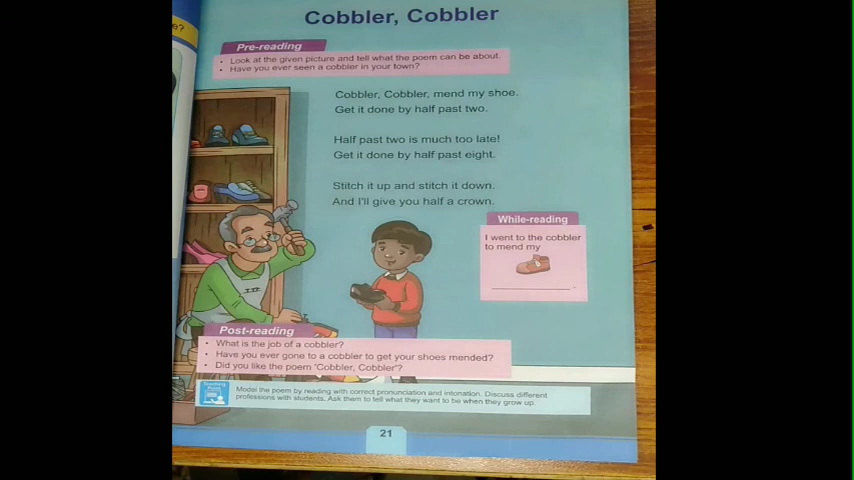 e?
Cobbler, Cobbler
Pre-reading
• Look at the given picture and tell what the poem can be about.
• Have you ever seen a cobbler in your town?
Cobbler, Cobbler, mend my shoe.
Get it done by half past two.
Half past two is much too late!
Get it done by half past eight.
Stitch it up and stitch it down.
And I'll give you half a crown.
While-reading
I went to the cobbler
to mend my
____________.
Post-reading
• What is the job of a cobbler?
• Have you ever gone to a cobbler to get your shoes mended?
• Did you like the poem 'Cobbler, Cobbler'?
Teaching
Point
Model the poem by reading with correct pronunciation and intonation. Discuss different
professions with students. Ask them to tell what they want to be when they grow up.
21